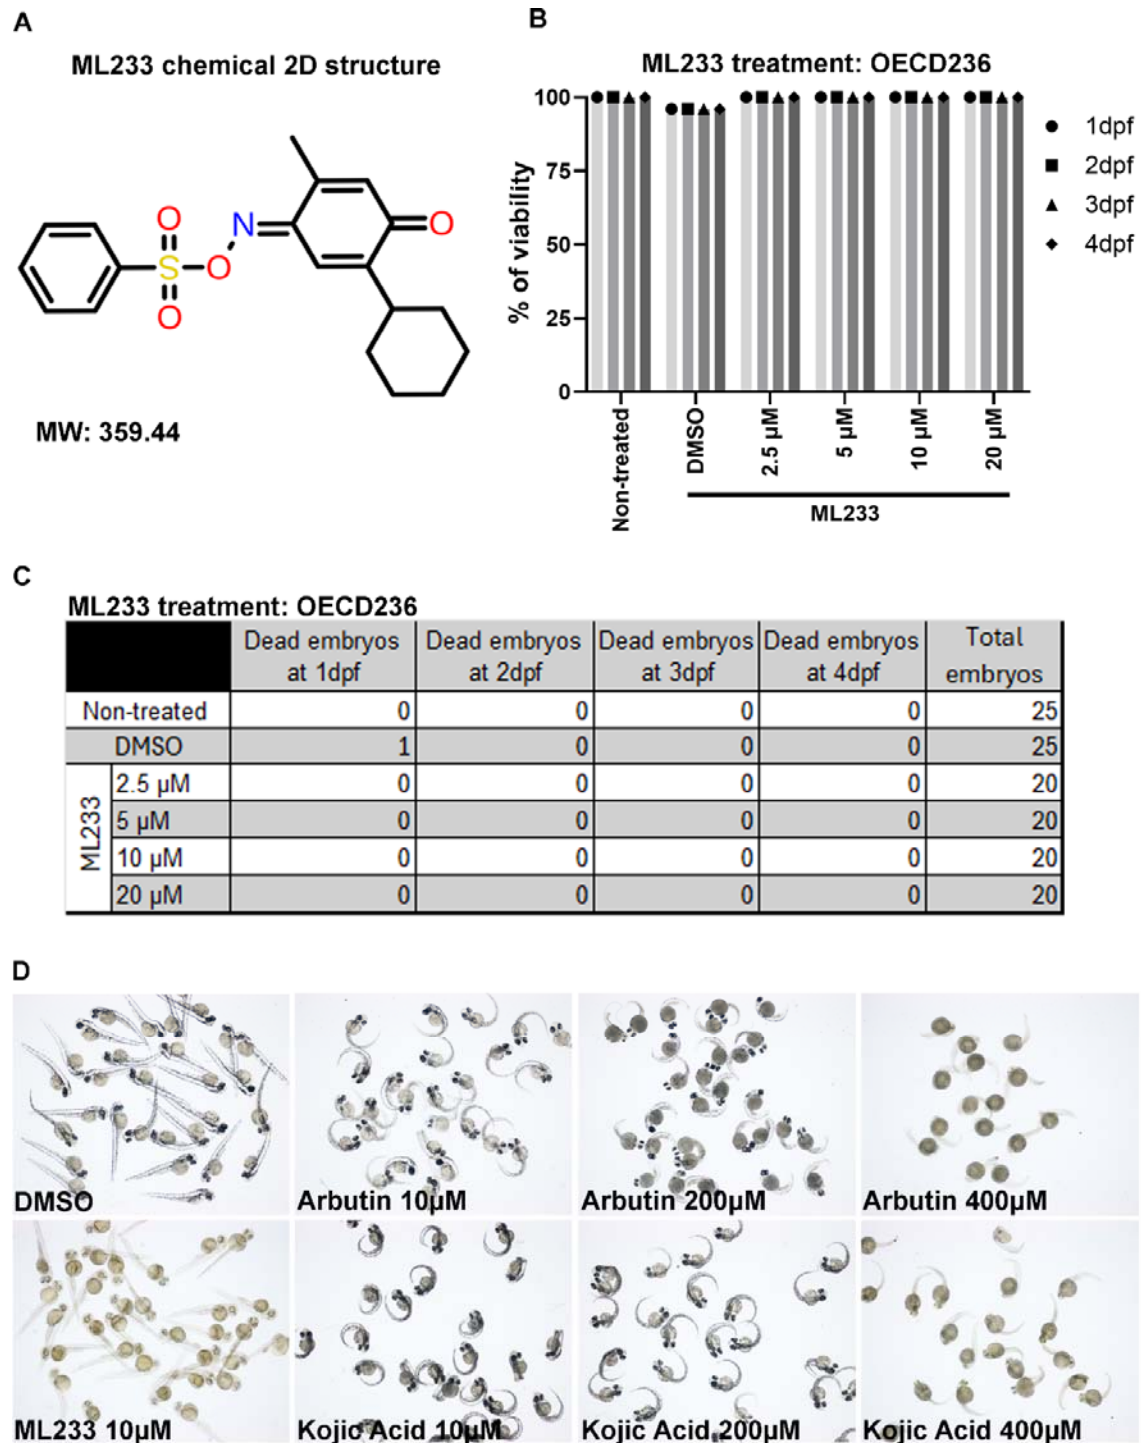 A
ML233 chemical 2D structure
O
N
O
S
O
O
MW: 359.44
B
ML233 treatment: OECD236
% of viability
100
75
50
25
0
Non-treated
DMSO
2.5 µM
5 µM
10 µM
20 µM
ML233
1dpf
2dpf
3dpf
4dpf
C
ML233 treatment: OECD236
Dead embryos at 1dpf Dead embryos at 2dpf Dead embryos at 3dpf Dead embryos at 4dpf Total embryos
Non-treated 0 0 0 0 25
DMSO 1 0 0 0 25
ML233
2.5 µM 0 0 0 0 20
5 µM 0 0 0 0 20
10 µM 0 0 0 0 20
20 µM 0 0 0 0 20
D
DMSO
Arbutin 10µM
Arbutin 200µM
Arbutin 400µM
ML233 10µM
Kojic Acid 10µM
Kojic Acid 200µM
Kojic Acid 400µM